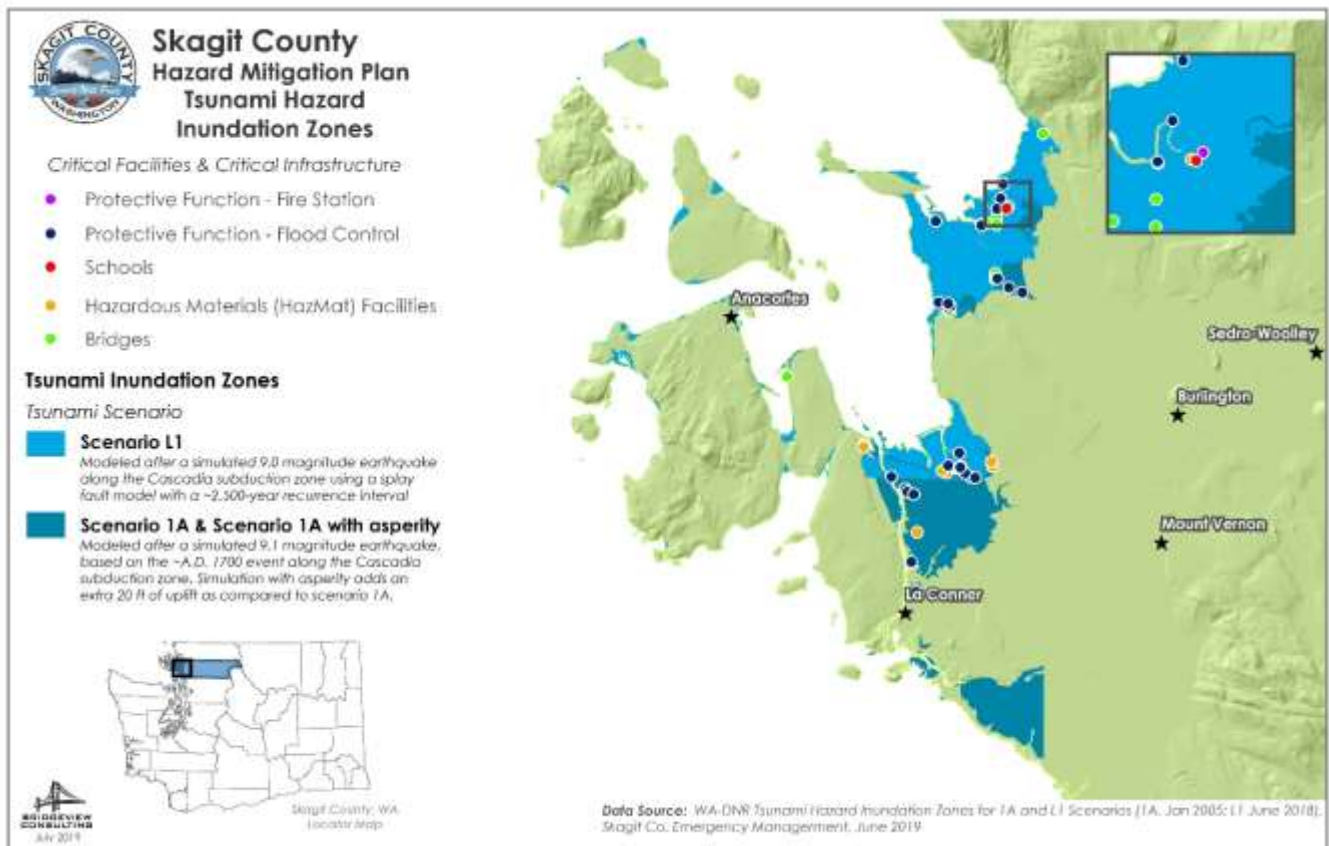 SKAGIT COUNTY
WASHINGTON
Skagit County
Hazard Mitigation Plan
Tsunami Hazard
Inundation Zones
Critical Facilities & Critical Infrastructure
Protective Function - Fire Station
Protective Function - Flood Control
Schools
Hazardous Materials (HazMat) Facilities
Bridges
Tsunami Inundation Zones
Tsunami Scenario
Scenario L1
Modeled after a simulated 9.0 magnitude earthquake
along the Cascadia subduction zone using a splay
fault model with a ~2,500-year recurrence interval
Scenario 1A & Scenario 1A with asperity
Modeled after a simulated 9.1 magnitude earthquake,
based on the ~A.D. 1700 event along the Cascadia
subduction zone. Simulation with asperity adds an
extra 20 ft of uplift as compared to scenario 1A.
Skagit County, WA
Locator Map
BRIDGEVIEW
CONSULTING
July 2019
Anacortes
Sedro-Woolley
Burlington
Mount Vernon
La Conner
Data Source: WA-DNR Tsunami Hazard Inundation Zones for 1A and L1 Scenarios (1A, Jan 2005; L1 June 2018),
Skagit Co. Emergency Management, June 2019